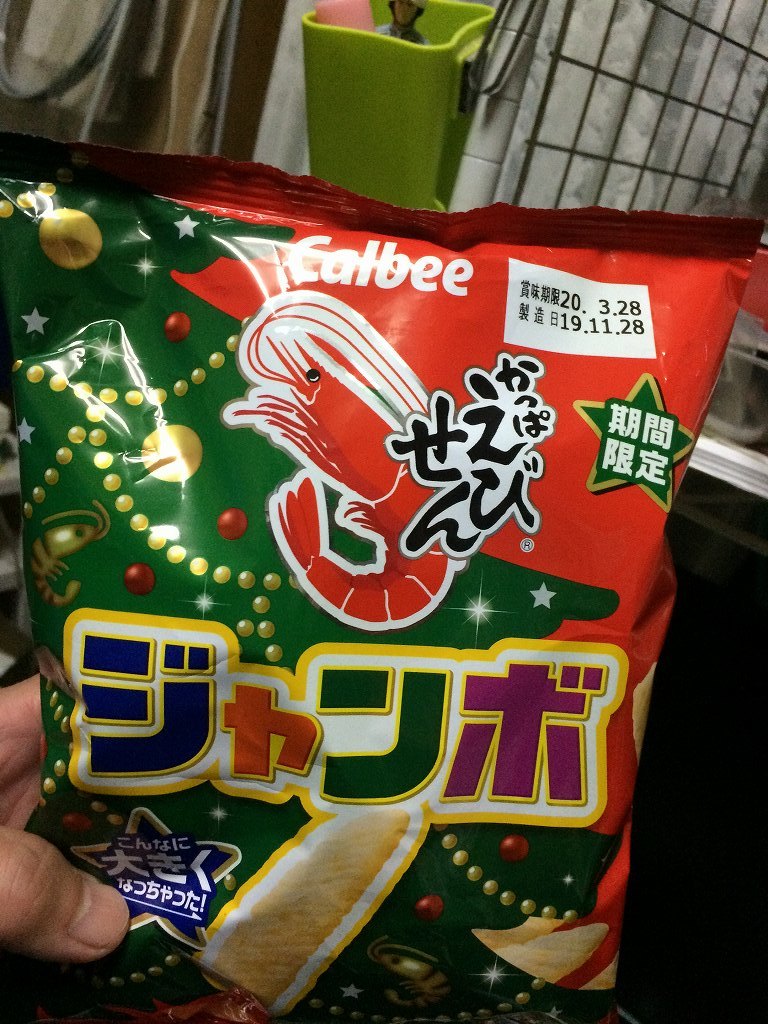 Calbee
賞味期限20. 3.28
製造日19.11.28
かっぱ
えびせん
®
期間
限定
ジャンボ
こんなに
大きく
なっちゃった!